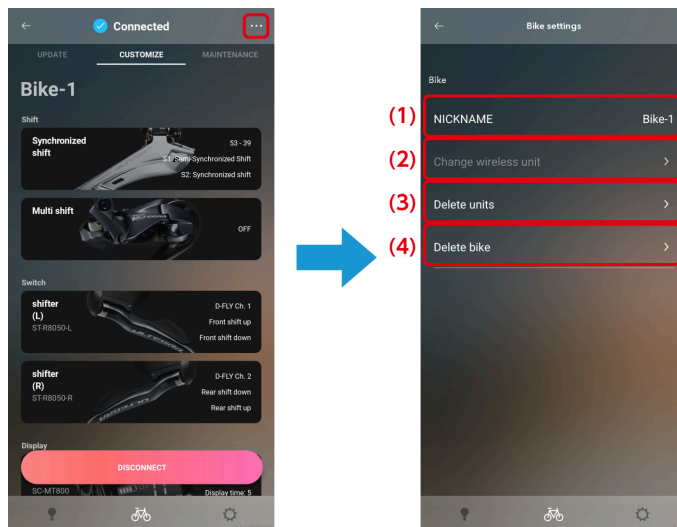 Connected
UPDATE
CUSTOMIZE
MAINTENANCE
Bike-1
Shift
Synchronized
shift
53 - 39
S1: Semi-Synchronized Shift
S2: Synchronized shift
Multi shift
OFF
Switch
shifter
(L)
ST-R8050-L
D-FLY Ch. 1
Front shift up
Front shift down
ULTEGRA
shifter
(R)
ST-R8050-R
D-FLY Ch. 2
Rear shift down
Rear shift up
ULTEGRA
Display
DISCONNECT
SC-MT800
Display time: 5
Bike settings
Bike
(1) NICKNAME Bike-1
(2) Change wireless unit
(3) Delete units
(4) Delete bike